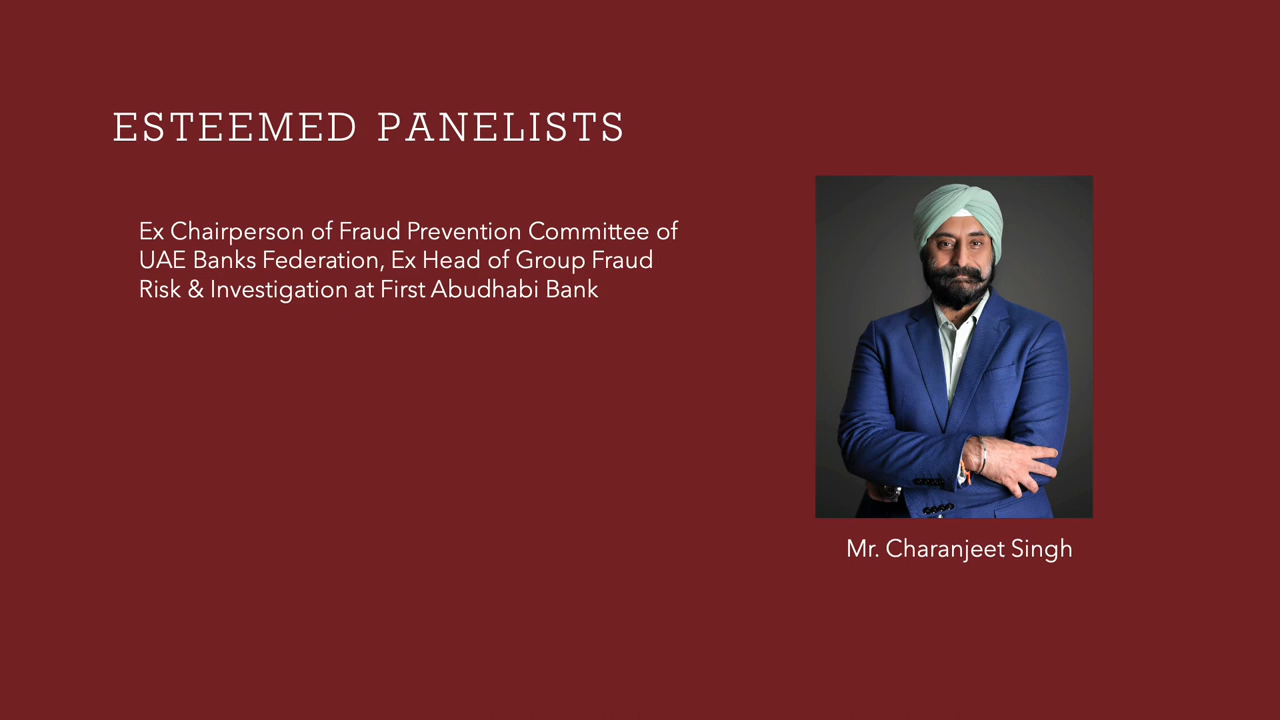 ESTEEMED PANELISTS
Ex Chairperson of Fraud Prevention Committee of
UAE Banks Federation, Ex Head of Group Fraud
Risk & Investigation at First Abudhabi Bank
Mr. Charanjeet Singh